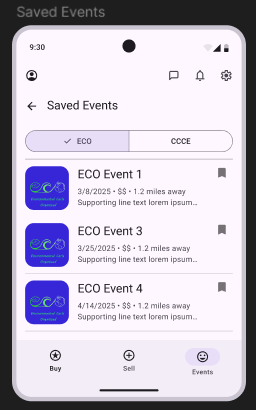 Saved Events
9:30
Saved Events
ECO
CCCE
ECO Event 1
3/8/2025 • $$ • 1.2 miles away
Supporting line text lorem ipsum...
ECO Event 3
3/25/2025 • $$ • 1.2 miles away
Supporting line text lorem ipsum...
ECO Event 4
4/14/2025 • $$ • 1.2 miles away
Supporting line text lorem ipsum...
Buy
Sell
Events